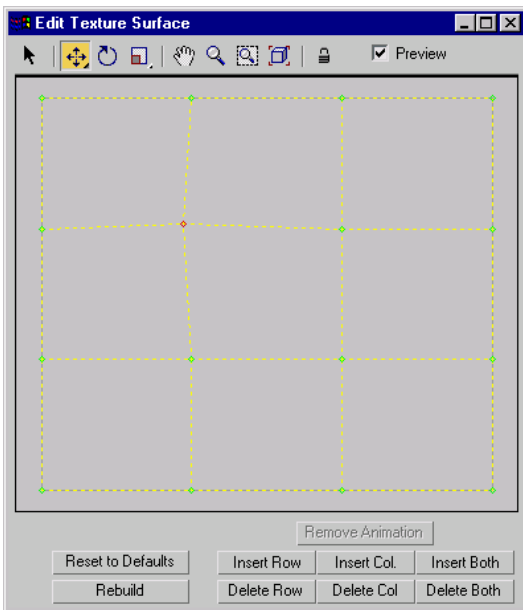 Edit Texture Surface
Preview
Remove Animation
Reset to Defaults Insert Row Insert Col. Insert Both
Rebuild Delete Row Delete Col Delete Both